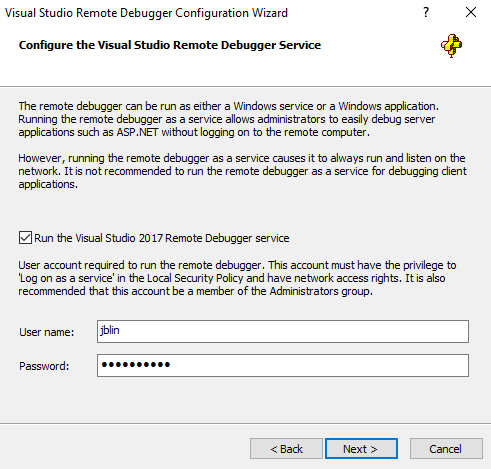 Visual Studio Remote Debugger Configuration Wizard ?
Configure the Visual Studio Remote Debugger Service
The remote debugger can be run as either a Windows service or a Windows application.
Running the remote debugger as a service allows administrators to easily debug server
applications such as ASP.NET without logging on to the remote computer.
However, running the remote debugger as a service causes it to always run and listen on the
network. It is not recommended to run the remote debugger as a service for debugging client
applications.
Run the Visual Studio 2017 Remote Debugger service
User account required to run the remote debugger. This account must have the privilege to
'Log on as a service' in the Local Security Policy and have network access rights. It is also
recommended that this account be a member of the Administrators group.
User name: jblin
Password: ••••••••••
< Back Next > Cancel